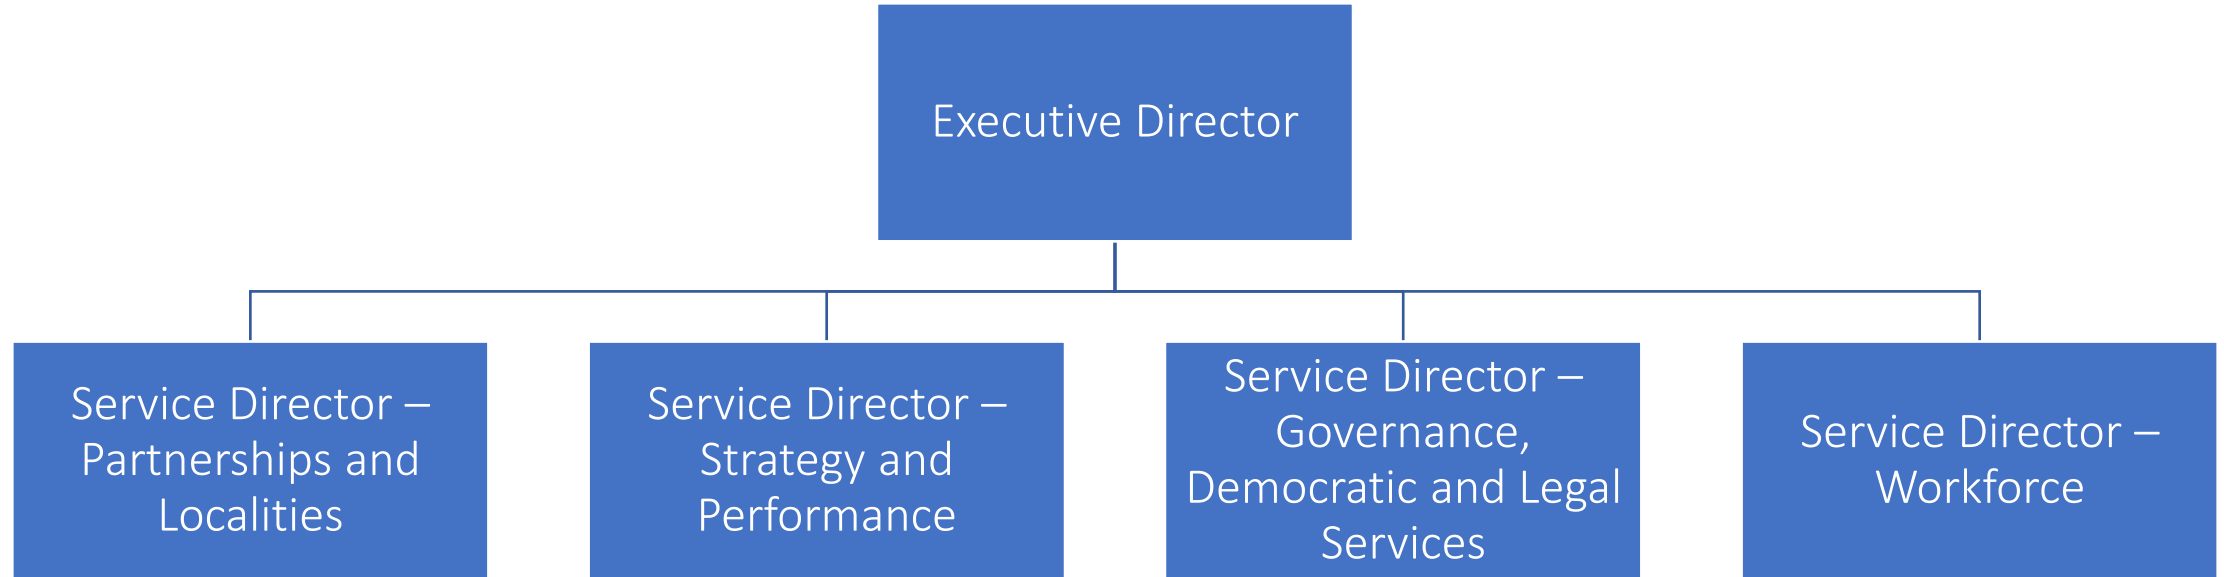 Executive Director
Service Director –
Partnerships and
Localities
Service Director –
Strategy and
Performance
Service Director –
Governance,
Democratic and Legal
Services
Service Director –
Workforce